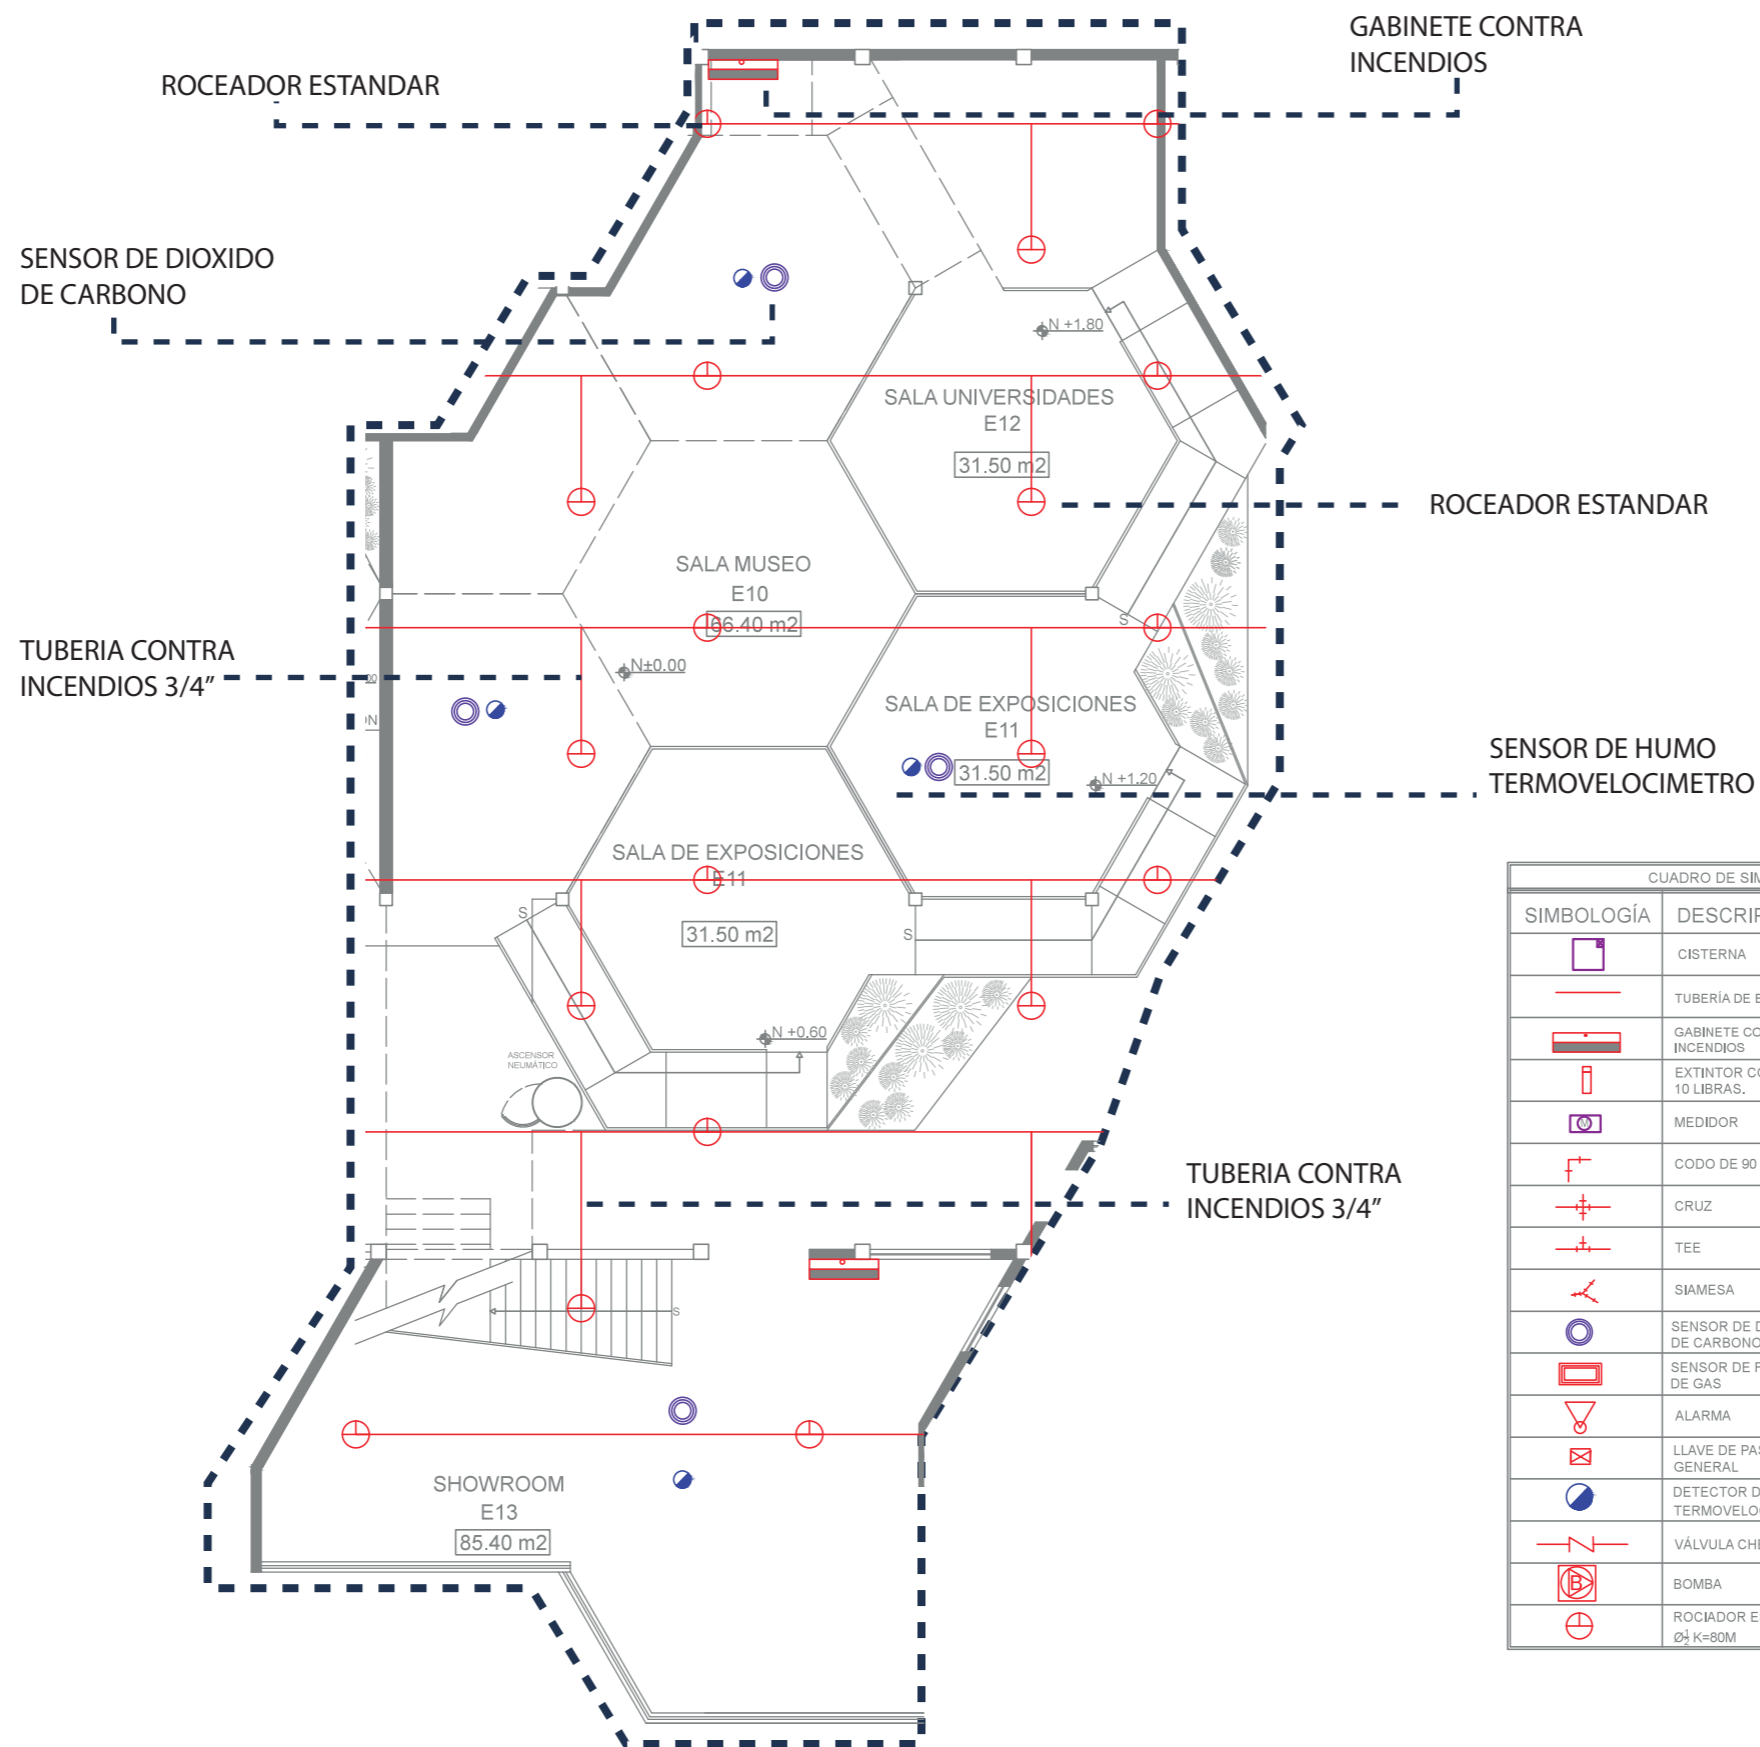 GABINETE CONTRA
INCENDIOS
ROCEADOR ESTANDAR
SENSOR DE DIOXIDO
DE CARBONO
N +1.80
SALA UNIVERSIDADES
E12
31.50 m2
ROCEADOR ESTANDAR
SALA MUSEO
E10
66.40 m2
S
TUBERIA CONTRA
INCENDIOS 3/4”
N±0.00
SALA DE EXPOSICIONES
E11
31.50 m2
N +1.20
SENSOR DE HUMO
TERMOVELOCIMETRO
SALA DE EXPOSICIONES
E11
31.50 m2
S
S
N +0.60
ASCENSOR
NEUMÁTICO
TUBERIA CONTRA
INCENDIOS 3/4”
S
SHOWROOM
E13
85.40 m2
CUADRO DE SIM
SIMBOLOGÍA DESCRIP
CISTERNA
TUBERÍA DE E
GABINETE CO
INCENDIOS
EXTINTOR CO
10 LIBRAS.
M MEDIDOR
CODO DE 90
CRUZ
TEE
SIAMESA
SENSOR DE D
DE CARBONO
SENSOR DE F
DE GAS
ALARMA
LLAVE DE PAS
GENERAL
DETECTOR D
TERMOVELO
VÁLVULA CHE
B BOMBA
ROCIADOR E
Ø½ K=80M